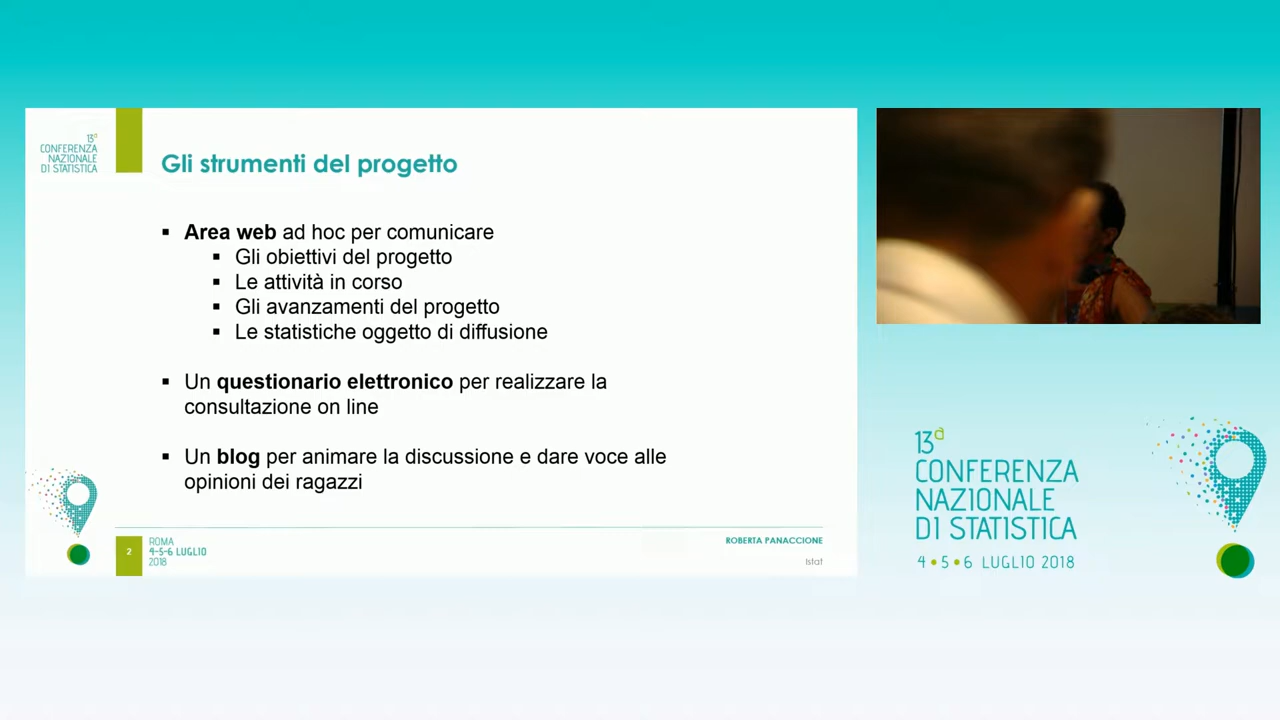 13ª
CONFERENZA
NAZIONALE
DI STATISTICA
Gli strumenti del progetto
▪ Area web ad hoc per comunicare
▪ Gli obiettivi del progetto
▪ Le attività in corso
▪ Gli avanzamenti del progetto
▪ Le statistiche oggetto di diffusione
▪ Un questionario elettronico per realizzare la
consultazione on line
▪ Un blog per animare la discussione e dare voce alle
opinioni dei ragazzi
2
ROMA
4-5-6 LUGLIO
2018
ROBERTA PANACCIONE
Istat
13ª
CONFERENZA
NAZIONALE
DI STATISTICA
4 • 5 • 6 LUGLIO 2018